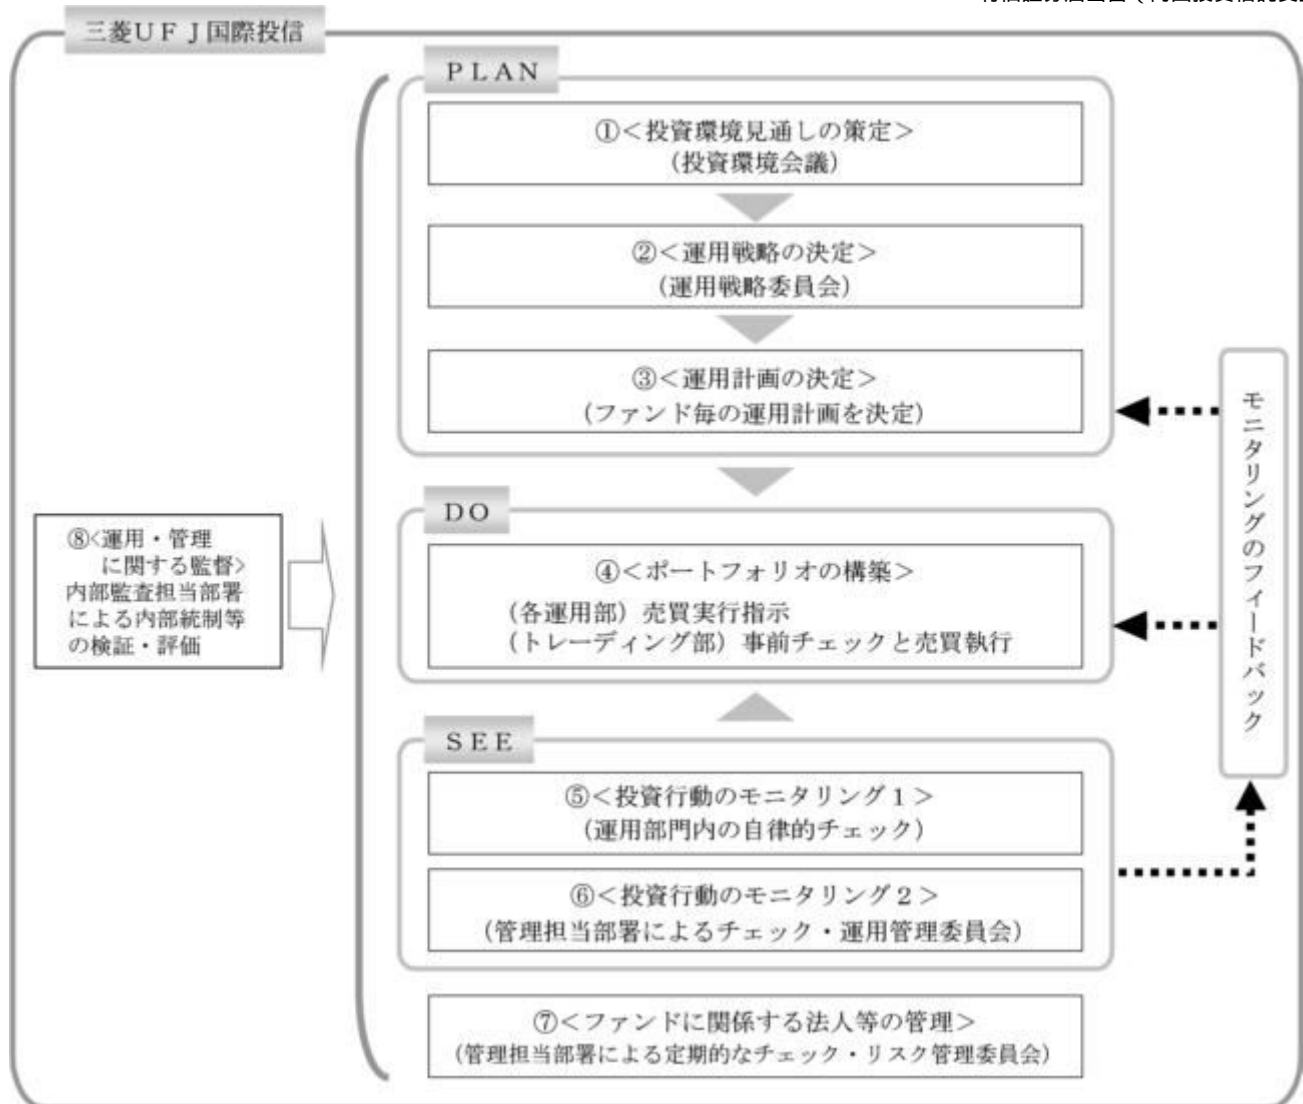 三菱ＵＦＪ国際投信
ＰＬＡＮ
①＜投資環境見通しの策定＞
（投資環境会議）
②＜運用戦略の決定＞
（運用戦略委員会）
③＜運用計画の決定＞
（ファンド毎の運用計画を決定）
ＤＯ
④＜ポートフォリオの構築＞
（各運用部）売買実行指示
（トレーディング部）事前チェックと売買執行
ＳＥＥ
⑤＜投資行動のモニタリング１＞
（運用部門内の自律的チェック）
⑥＜投資行動のモニタリング２＞
（管理担当部署によるチェック・運用管理委員会）
⑦＜ファンドに関係する法人等の管理＞
（管理担当部署による定期的なチェック・リスク管理委員会）
⑧<運用・管理
に関する監督>
内部監査担当部署
による内部統制等
の検証・評価
モニタリングのフィードバック